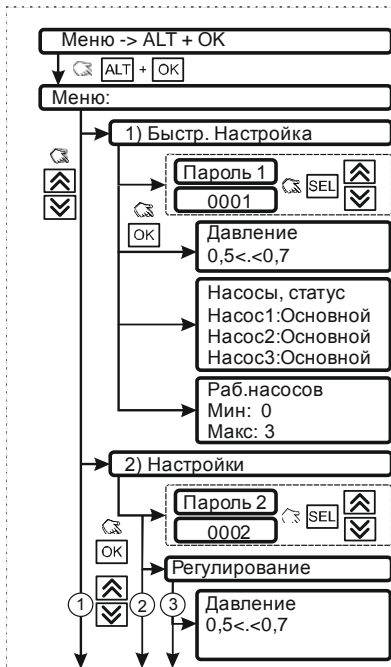 Меню -> ALT + OK
ALT + OK
Меню:
1) Быстр. Настройка
Пароль 1
SEL
0001
OK
Давление
0,5<.<0,7
Насосы, статус
Насос1:Основной
Насос2:Основной
Насос3:Основной
Раб.насосов
Мин: 0
Макс: 3
2) Настройки
Пароль 2
SEL
0002
OK
Регулирование
1 2 3
Давление
0,5<.<0,7